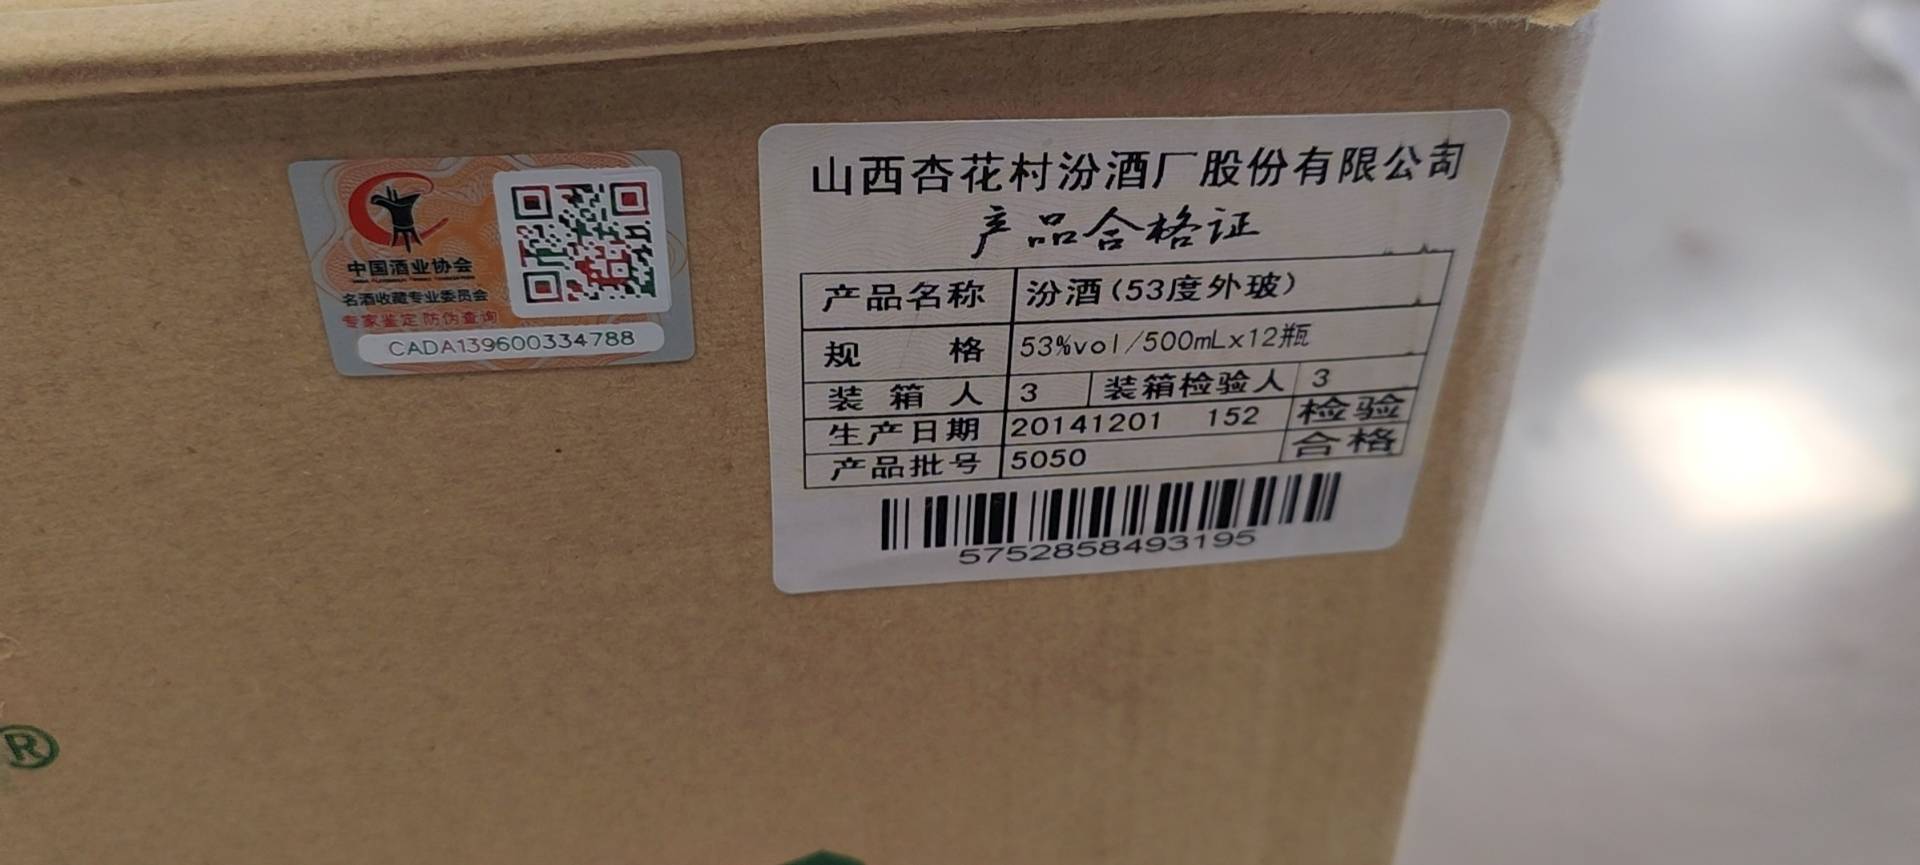 中国酒业协会
名酒收藏专业委员会
专家鉴定 防伪查询
CADA139600334788
山西杏花村汾酒厂股份有限公司
产品合格证
产品名称 汾酒(53度外玻)
规格 53%vol/500mLx12瓶
装箱人 3 装箱检验人 3
生产日期 20141201 152 检验
产品批号 5050 合格
5752858493195
®